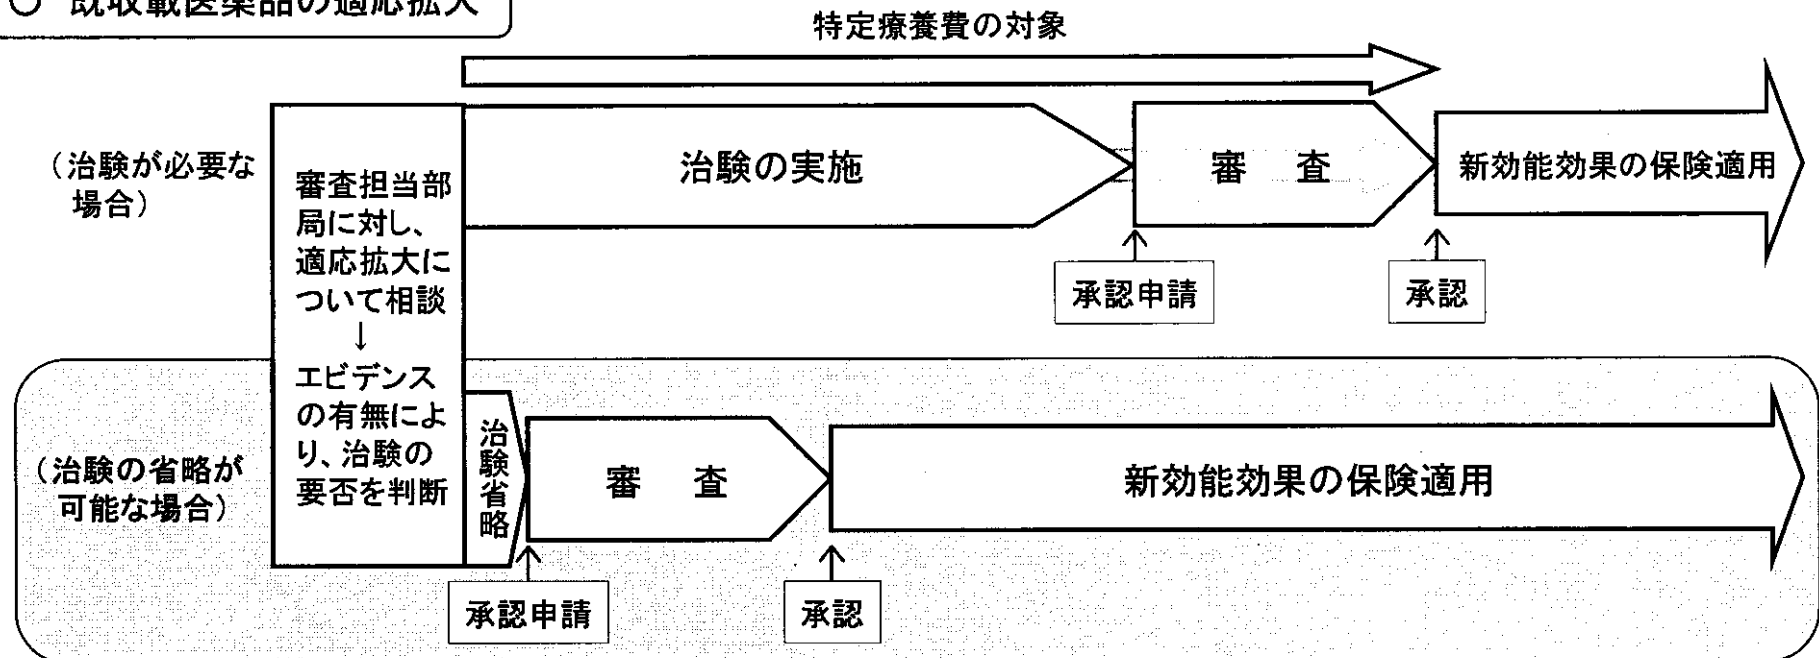 ○ 既収載医薬品の適応拡大
特定療養費の対象
（治験が必要な
場合）
審査担当部
局に対し、
適応拡大に
ついて相談
↓
エビデンス
の有無によ
り、治験の
要否を判断
治験の実施
審 査
新効能効果の保険適用
承認申請
承認
（治験の省略が
可能な場合）
治験省略
審 査
新効能効果の保険適用
承認申請
承認